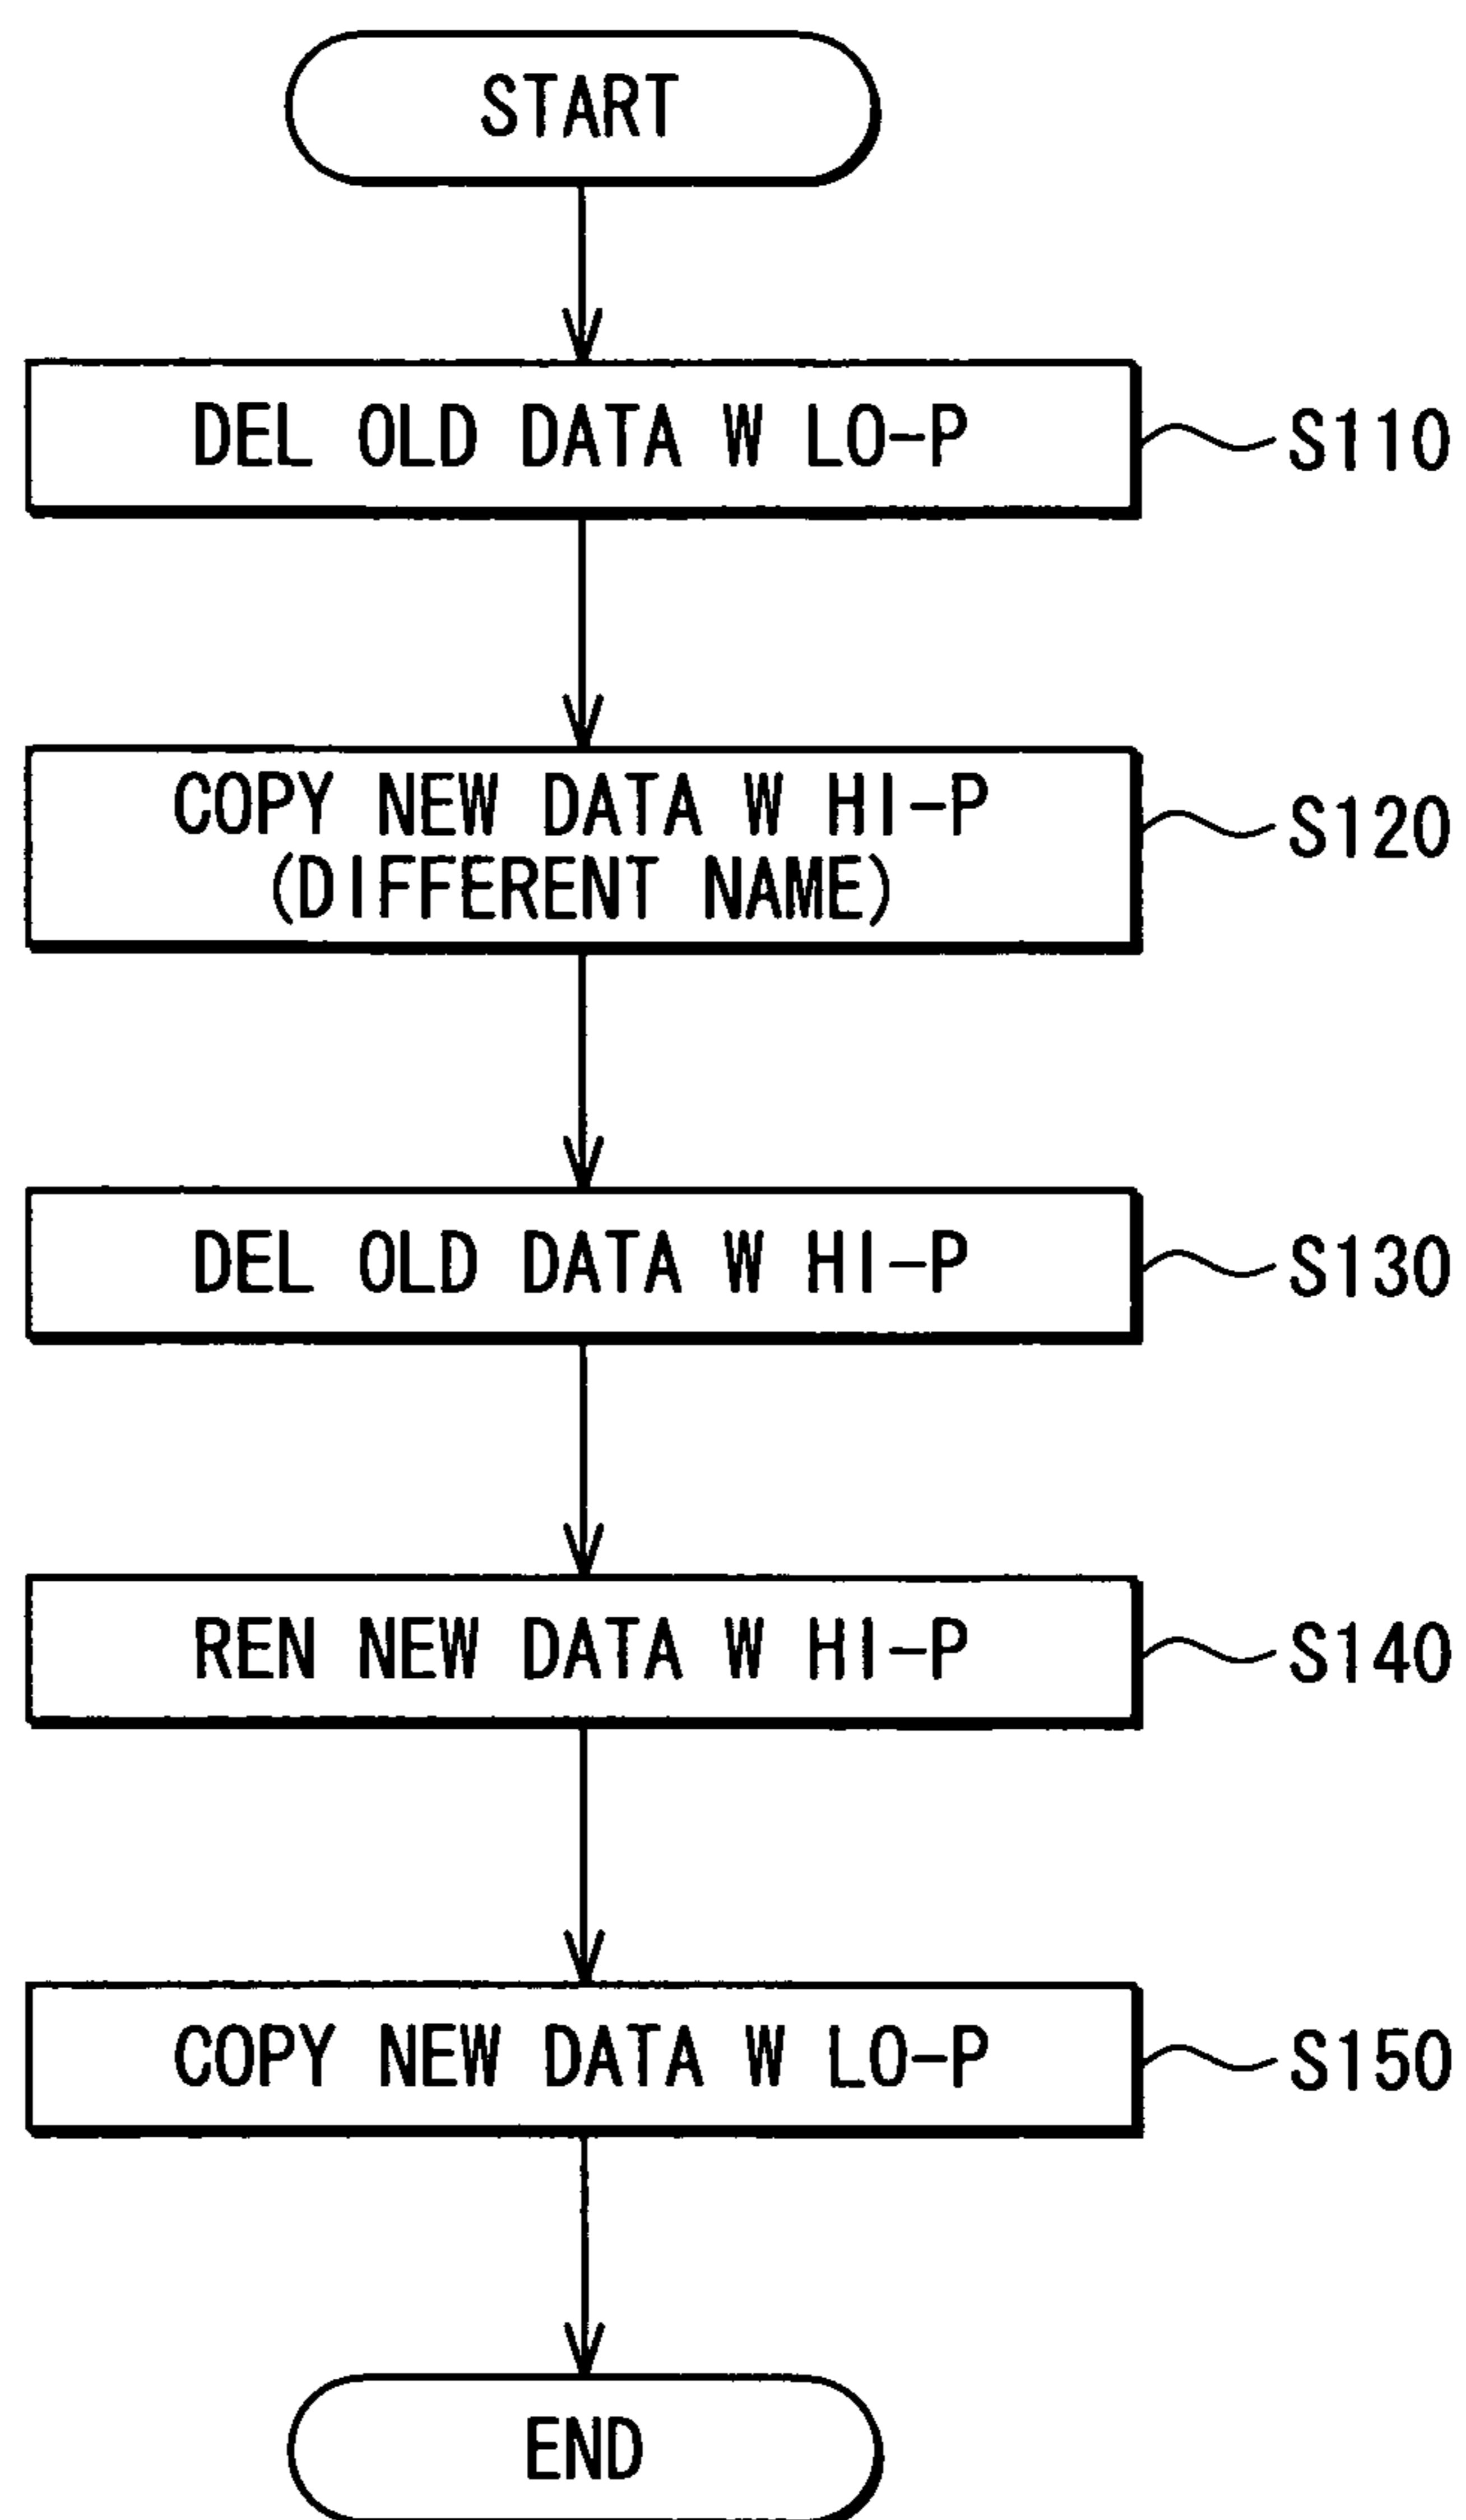 START
DEL OLD DATA W LO-P
S110
COPY NEW DATA W HI-P
(DIFFERENT NAME)
S120
DEL OLD DATA W HI-P
S130
REN NEW DATA W HI-P
S140
COPY NEW DATA W LO-P
S150
END